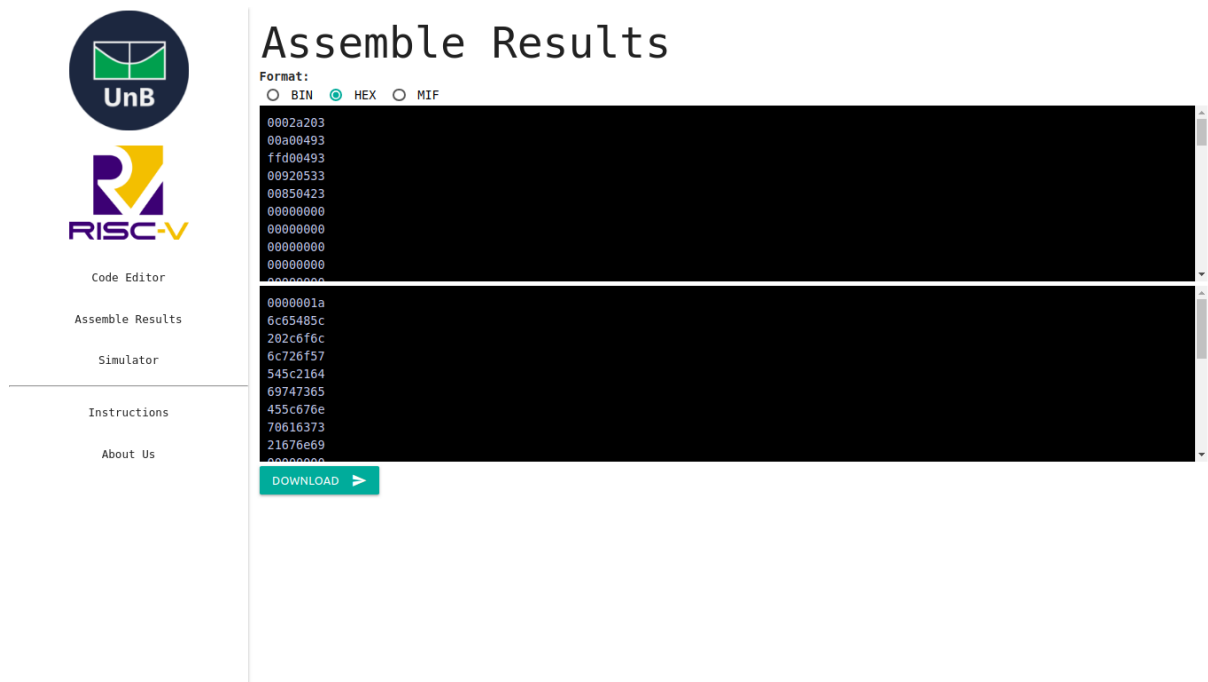 UnB
RISC-V
Code Editor
Assemble Results
Simulator
Instructions
About Us
Assemble Results
Format:
BIN HEX MIF
0002a203
00a00493
ffd00493
00920533
00850423
00000000
00000000
00000000
00000000
0000001a
6c65485c
202c6f6c
6c726f57
545c2164
69747365
455c676e
70616373
21676e69
DOWNLOAD